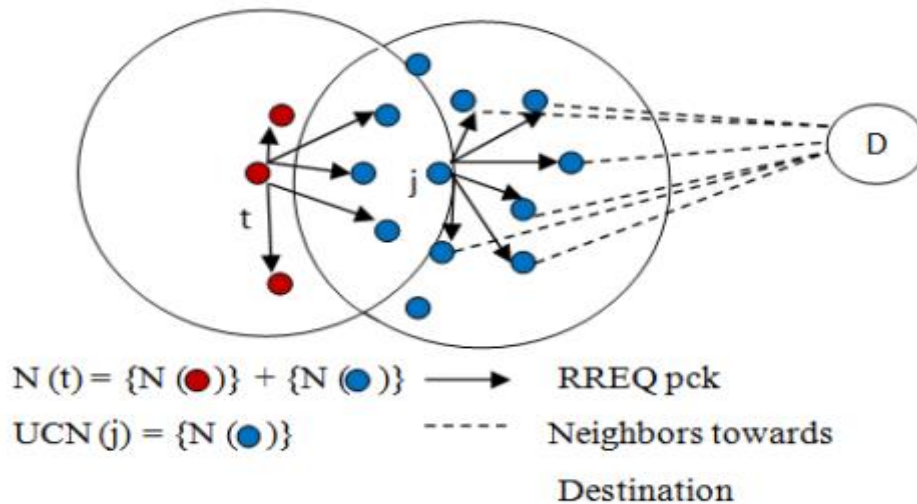 D
j
t
N (t) = {N ( )} + {N ( )} RREQ pck
UCN (j) = {N ( )} Neighbors towards
Destination